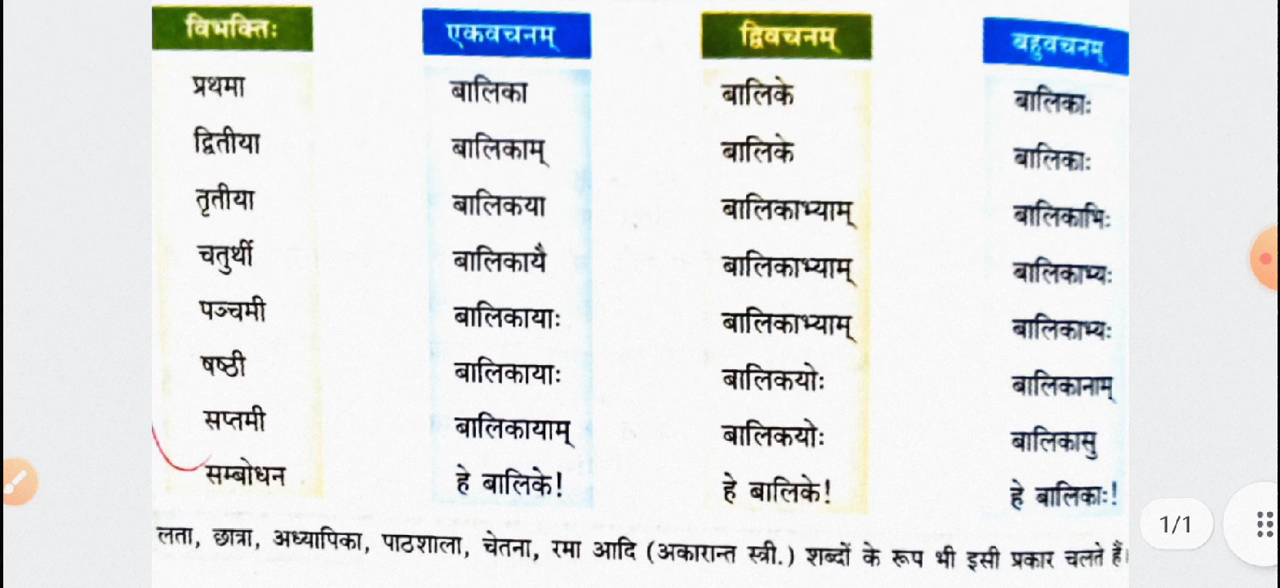 विभक्तिः एकवचनम् द्विवचनम् बहुवचनम्
प्रथमा बालिका बालिके बालिकाः
द्वितीया बालिकाम् बालिके बालिकाः
तृतीया बालिकया बालिकाभ्याम् बालिकाभिः
चतुर्थी बालिकायै बालिकाभ्याम् बालिकाभ्यः
पञ्चमी बालिकायाः बालिकाभ्याम् बालिकाभ्यः
षष्ठी बालिकायाः बालिकयोः बालिकानाम्
सप्तमी बालिकायाम् बालिकयोः बालिकासु
सम्बोधन हे बालिके! हे बालिके! हे बालिकाः!
लता, छात्रा, अध्यापिका, पाठशाला, चेतना, रमा आदि (अकारान्त स्त्री.) शब्दों के रूप भी इसी प्रकार चलते हैं।
1/1